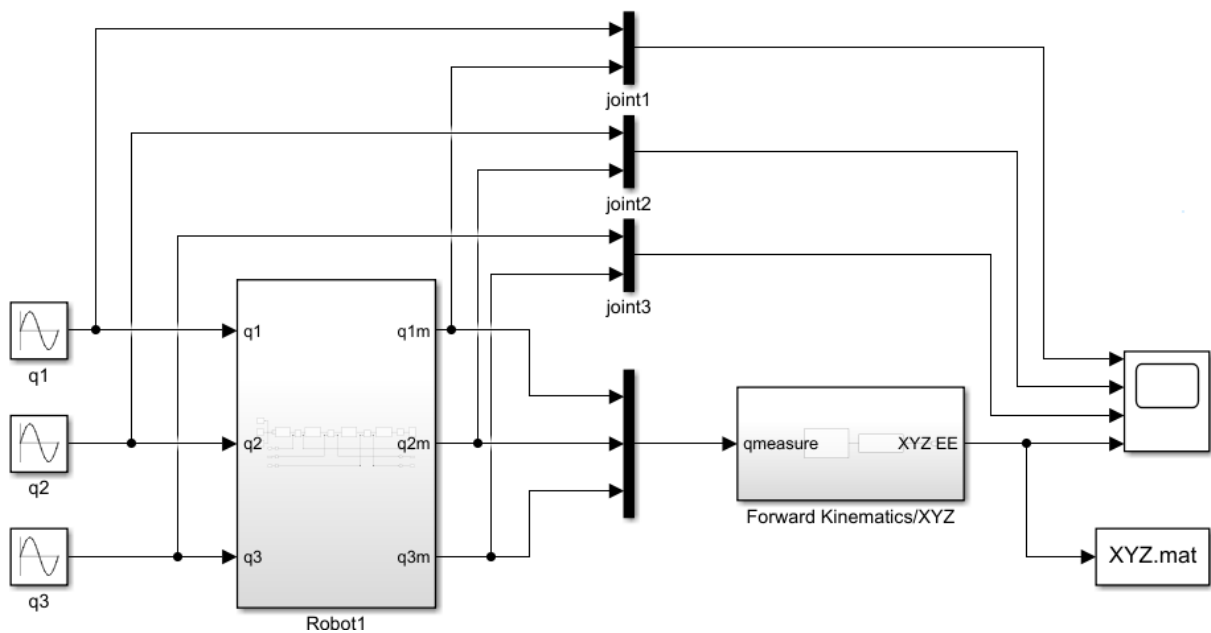 joint1
joint2
joint3
q1
q1m
q1
q2
q2m
qmeasure
XYZ EE
q2
Forward Kinematics/XYZ
q3
q3m
XYZ.mat
q3
Robot1